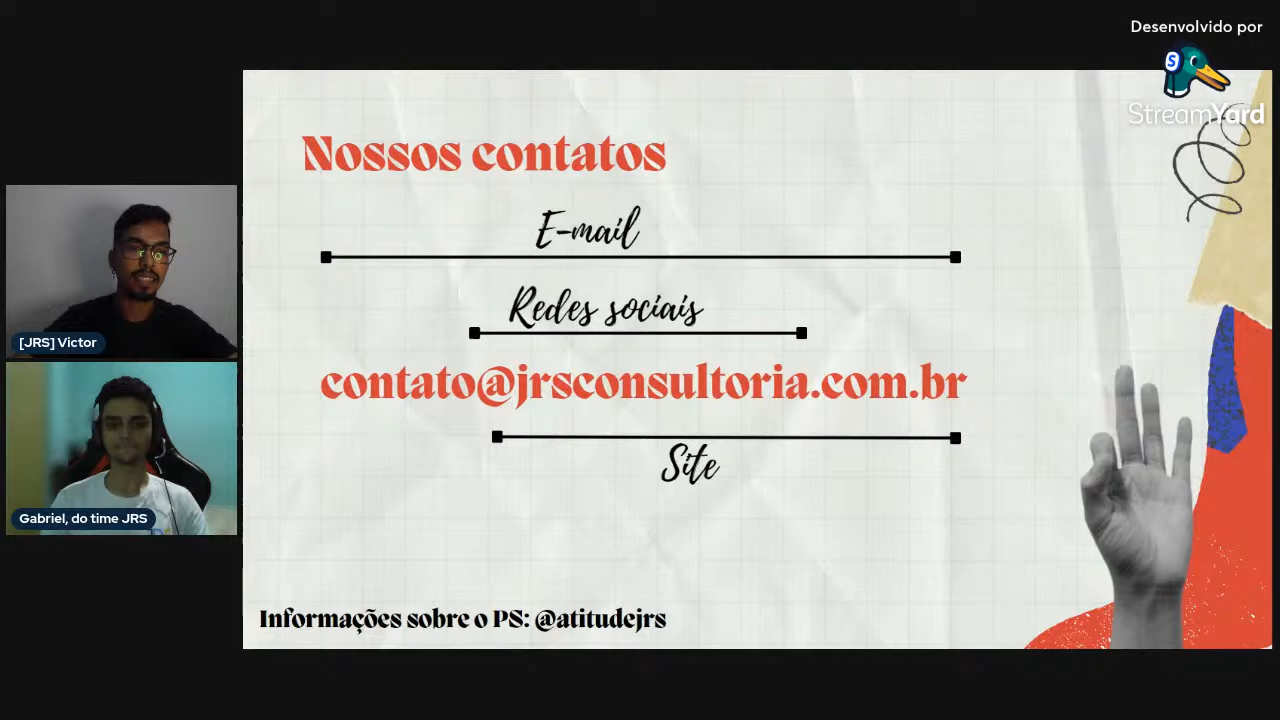 Desenvolvido por
StreamYard
Nossos contatos
E-mail
Redes sociais
contato@jrsconsultoria.com.br
Site
Informações sobre o PS: @atitudejrs
[JRS] Victor
Gabriel, do time JRS